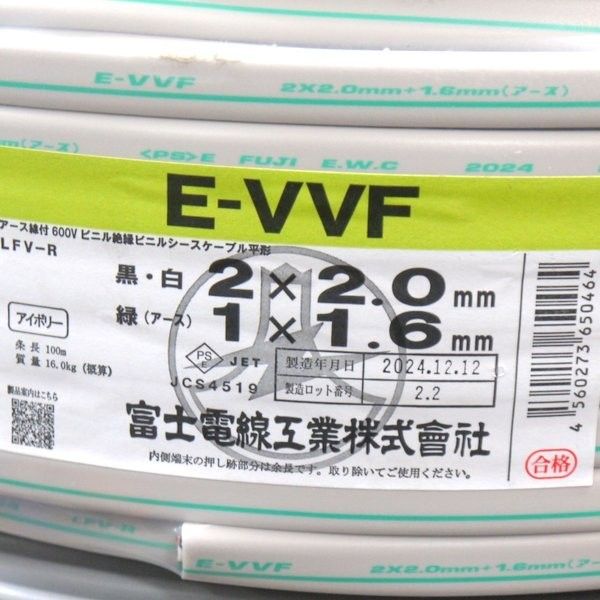 E-VVF 2X2.0mm+1.6mm(アース)
mm(アース) <PS>E FUJI E.W.C 2024
E-VVF
アース線付 600V ビニル絶縁ビニルシースケーブル平形
LFV-R
黒・白 2×2.0mm
緑(アース) 1×1.6mm
アイボリー
条長 100m
質量 16.0kg(概算)
PS E JET
JCS4519
製造年月日 2024.12.12
製造ロット番号 2.2
製品案内はこちら
富士電線工業株式會社
内側端末の押し跡部分は余長です。取り除いてご使用ください。
4560273650464
合格
LFV-R E-VVF 2X2.0mm+1.6mm(アース)